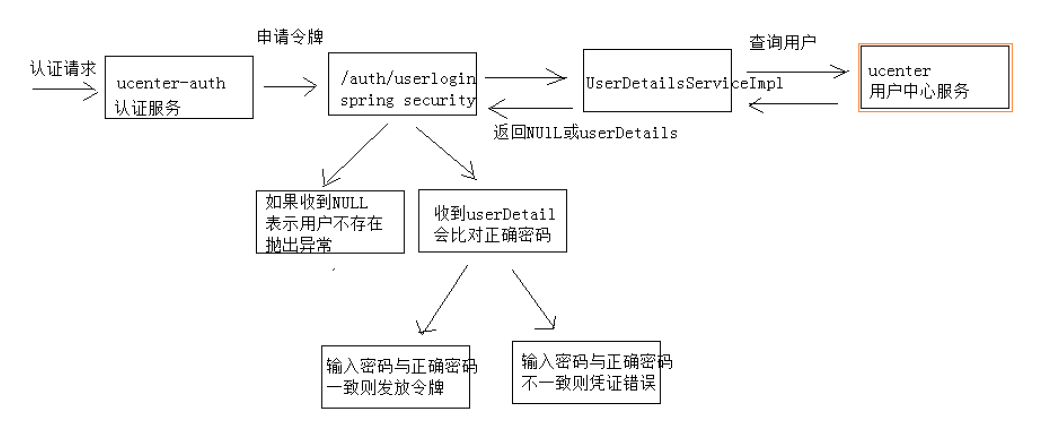 认证请求
ucenter-auth
认证服务
申请令牌
/auth/userlogin
spring security
UserDetailsServiceImpl
查询用户
ucenter
用户中心服务
返回NUlL或userDetails
如果收到NULL
表示用户不存在
抛出异常
收到userDetail
会比对正确密码
输入密码与正确密码
一致则发放令牌
输入密码与正确密码
不一致则凭证错误